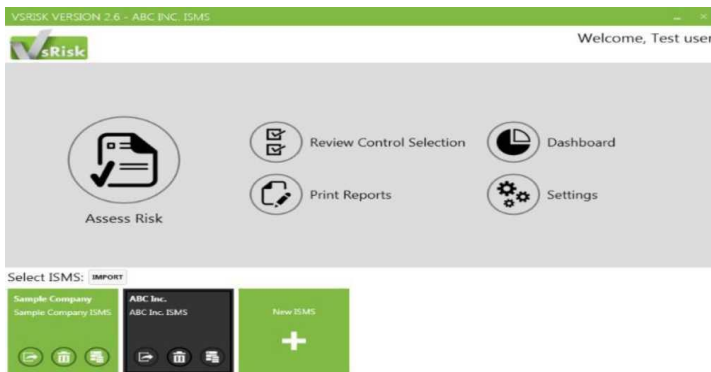 VSRISK VERSION 2.6 - ABC INC. ISMS
VsRisk
Welcome, Test user
Review Control Selection
Dashboard
Print Reports
Settings
Assess Risk
Select ISMS: IMPORT
Sample Company
Sample Company ISMS
ABC Inc.
ABC Inc. ISMS
New ISMS